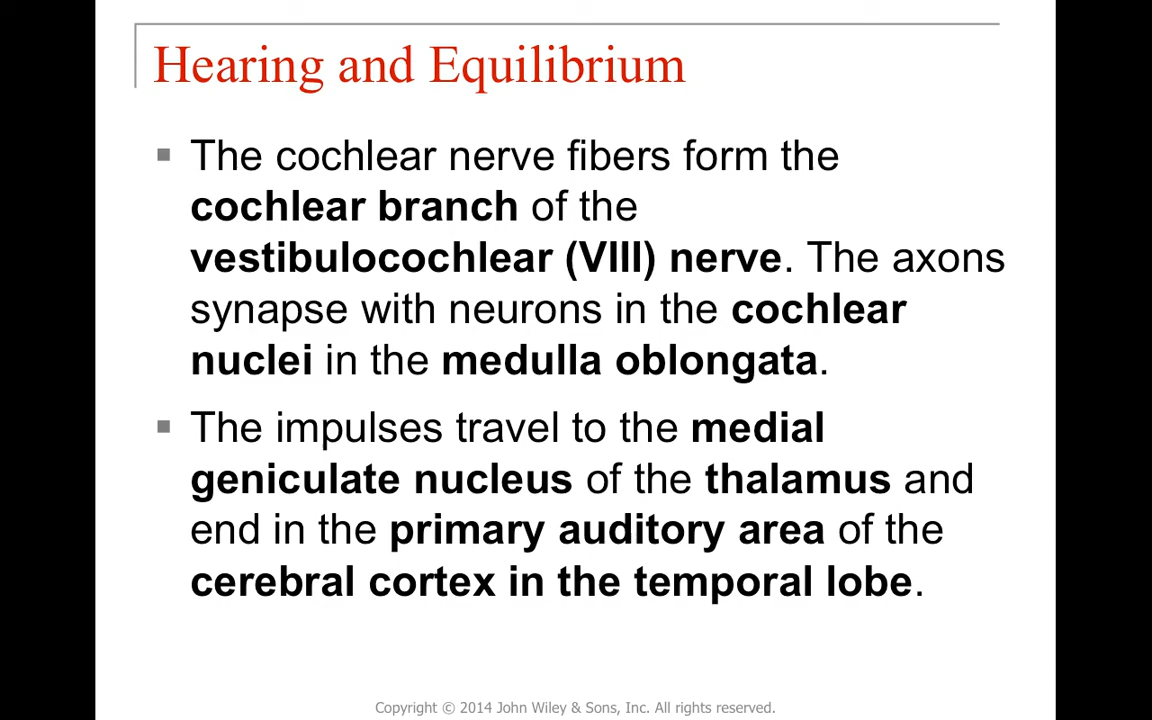 Hearing and Equilibrium
▪ The cochlear nerve fibers form the
cochlear branch of the
vestibulocochlear (VIII) nerve. The axons
synapse with neurons in the cochlear
nuclei in the medulla oblongata.
▪ The impulses travel to the medial
geniculate nucleus of the thalamus and
end in the primary auditory area of the
cerebral cortex in the temporal lobe.
Copyright © 2014 John Wiley & Sons, Inc. All rights reserved.